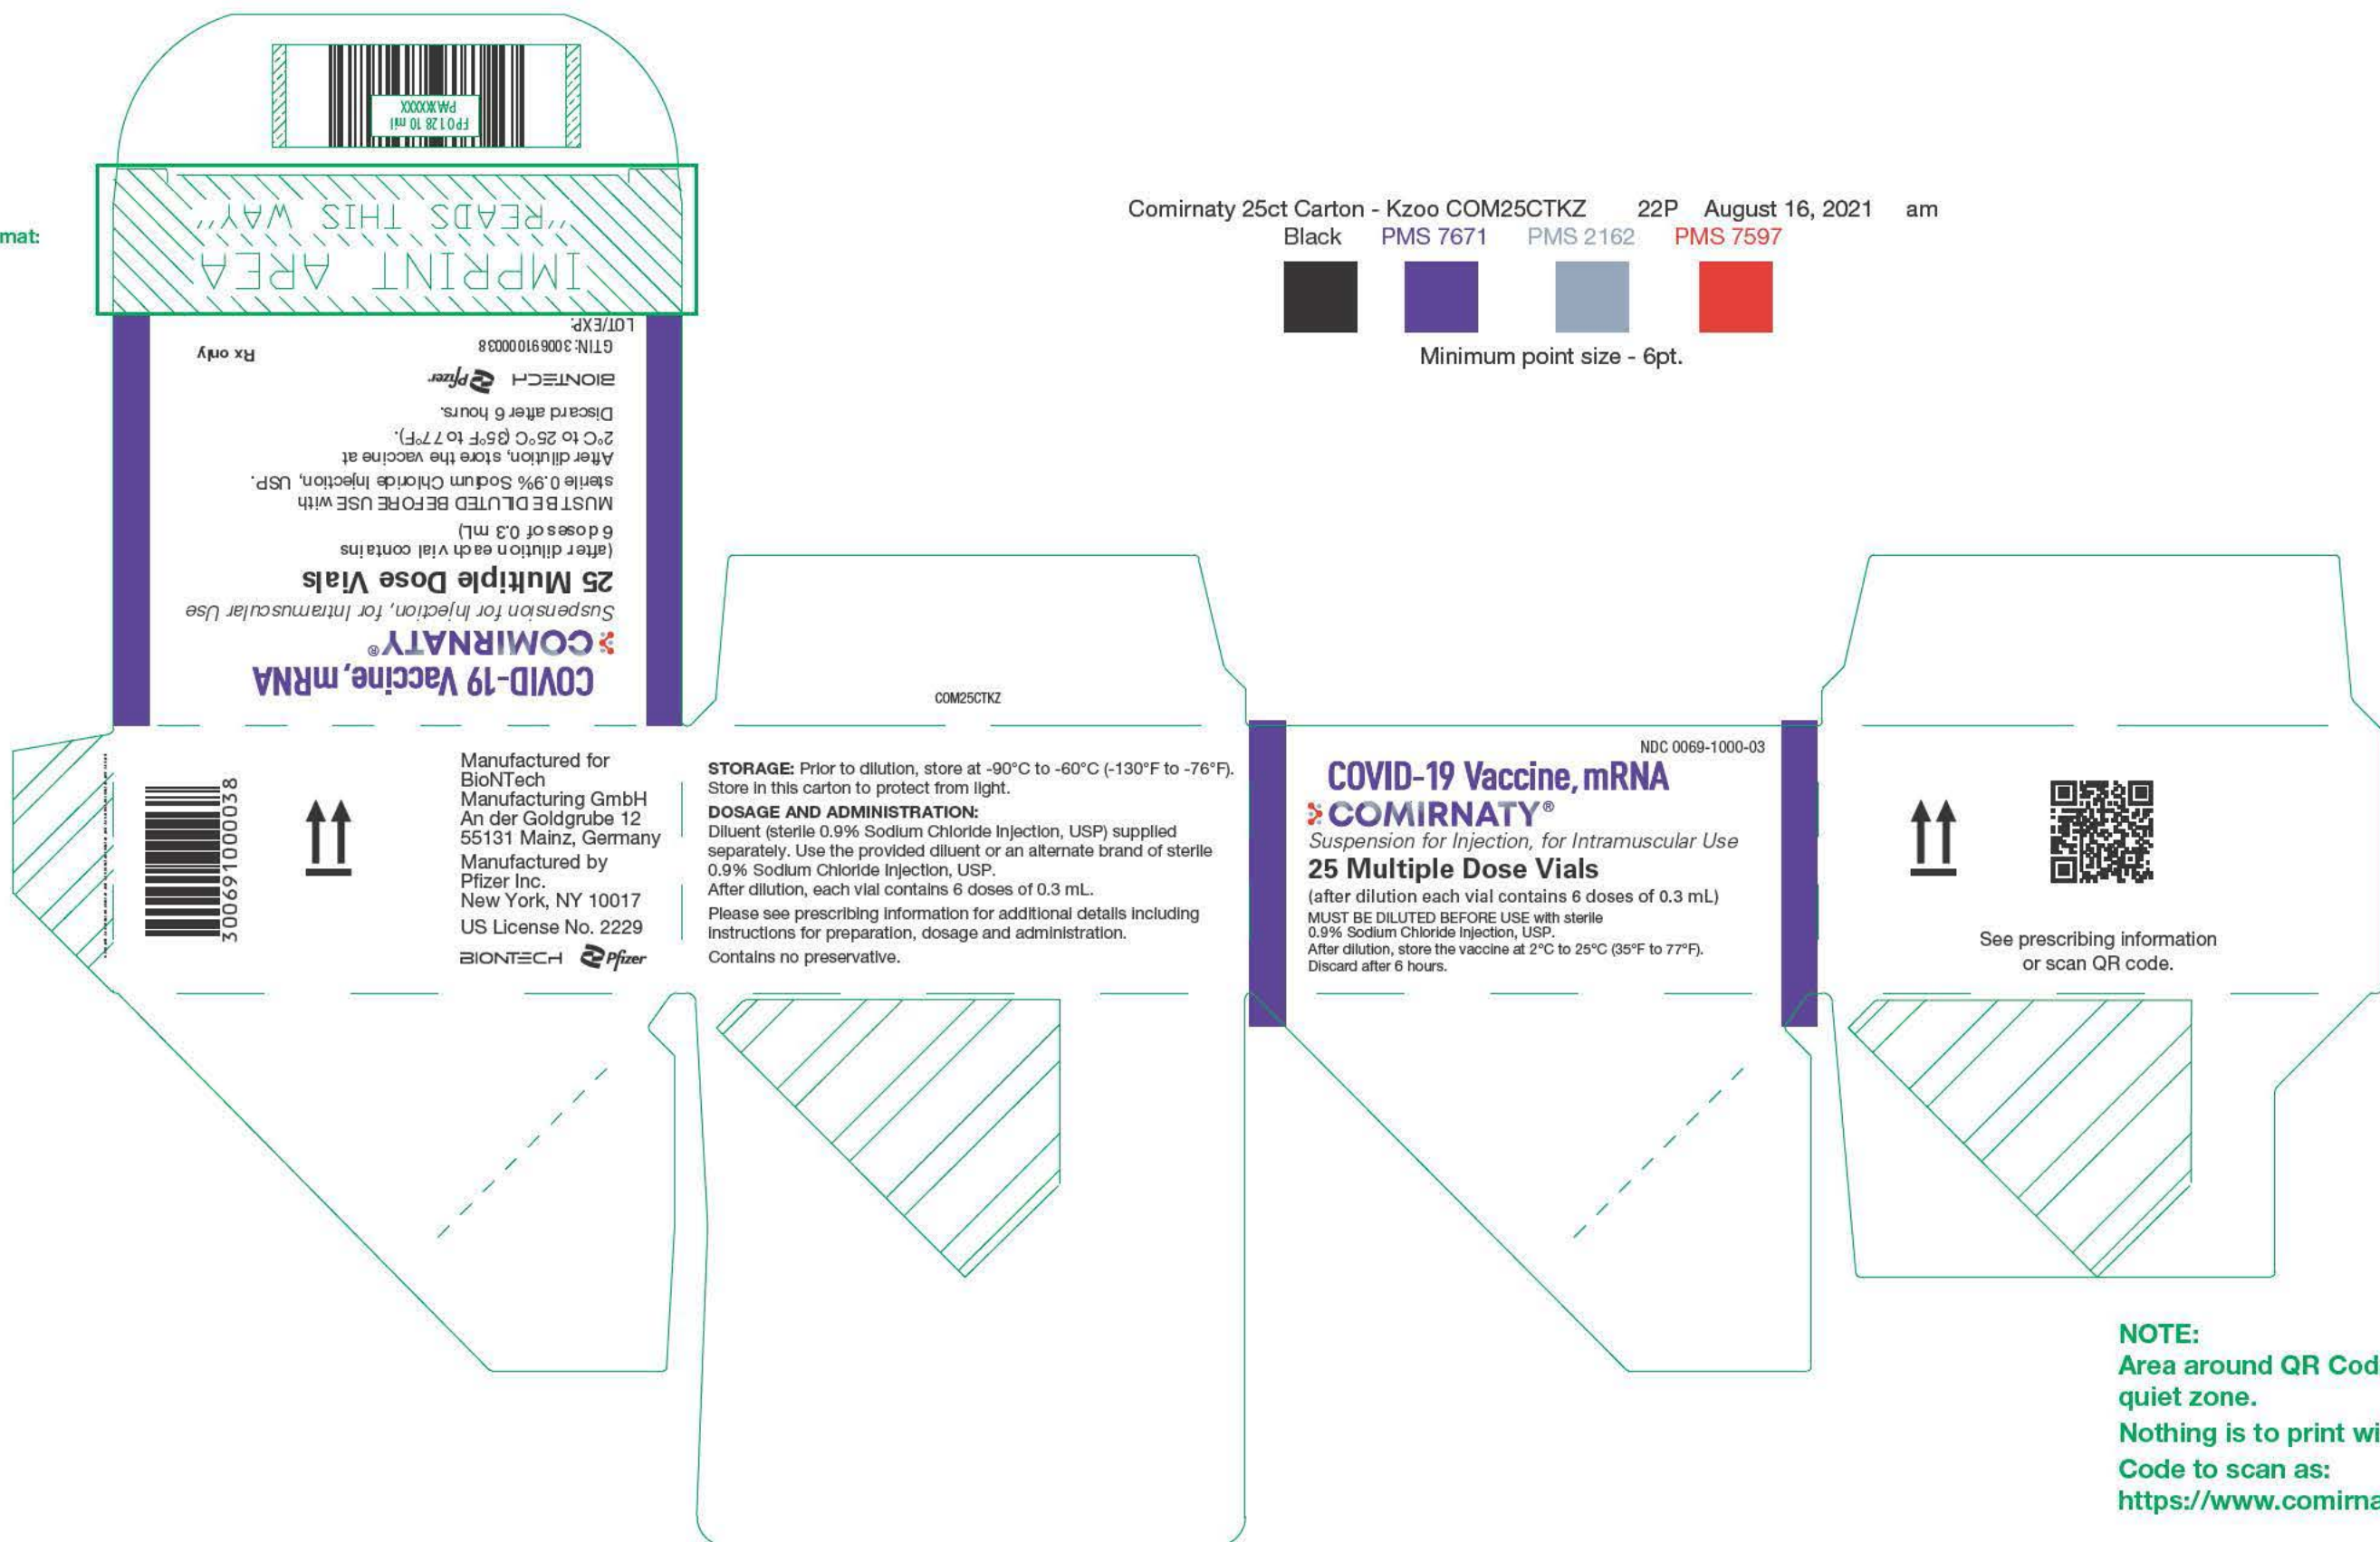 mat:
FPO 128 10 mil
PAAXXXXX
"READS THIS WAY"
IMPRINT AREA
LOT/EXP:
GTIN: 3006910000038
Rx only
BIONTECH Pfizer
Discard after 6 hours.
2°C to 25°C (35°F to 77°F).
After dilution, store the vaccine at
sterile 0.9% Sodium Chloride Injection, USP.
MUST BE DILUTED BEFORE USE with
6 doses of 0.3 mL)
(after dilution each vial contains
25 Multiple Dose Vials
Suspension for Injection, for Intramuscular Use
COMIRNATY®
COVID-19 Vaccine, mRNA
Comirnaty 25ct Carton - Kzoo COM25CTKZ 22P August 16, 2021 am
Black PMS 7671 PMS 2162 PMS 7597
Minimum point size - 6pt.
COM25CTKZ
300691000038
Manufactured for
BioNTech
Manufacturing GmbH
An der Goldgrube 12
55131 Mainz, Germany
Manufactured by
Pfizer Inc.
New York, NY 10017
US License No. 2229
BIONTECH Pfizer
STORAGE: Prior to dilution, store at -90°C to -60°C (-130°F to -76°F).
Store in this carton to protect from light.
DOSAGE AND ADMINISTRATION:
Diluent (sterile 0.9% Sodium Chloride Injection, USP) supplied
separately. Use the provided diluent or an alternate brand of sterile
0.9% Sodium Chloride Injection, USP.
After dilution, each vial contains 6 doses of 0.3 mL.
Please see prescribing information for additional details including
instructions for preparation, dosage and administration.
Contains no preservative.
NDC 0069-1000-03
COVID-19 Vaccine, mRNA
COMIRNATY®
Suspension for Injection, for Intramuscular Use
25 Multiple Dose Vials
(after dilution each vial contains 6 doses of 0.3 mL)
MUST BE DILUTED BEFORE USE with sterile
0.9% Sodium Chloride Injection, USP.
After dilution, store the vaccine at 2°C to 25°C (35°F to 77°F).
Discard after 6 hours.
See prescribing information
or scan QR code.
NOTE:
Area around QR Cod
quiet zone.
Nothing is to print wi
Code to scan as:
https://www.comirna